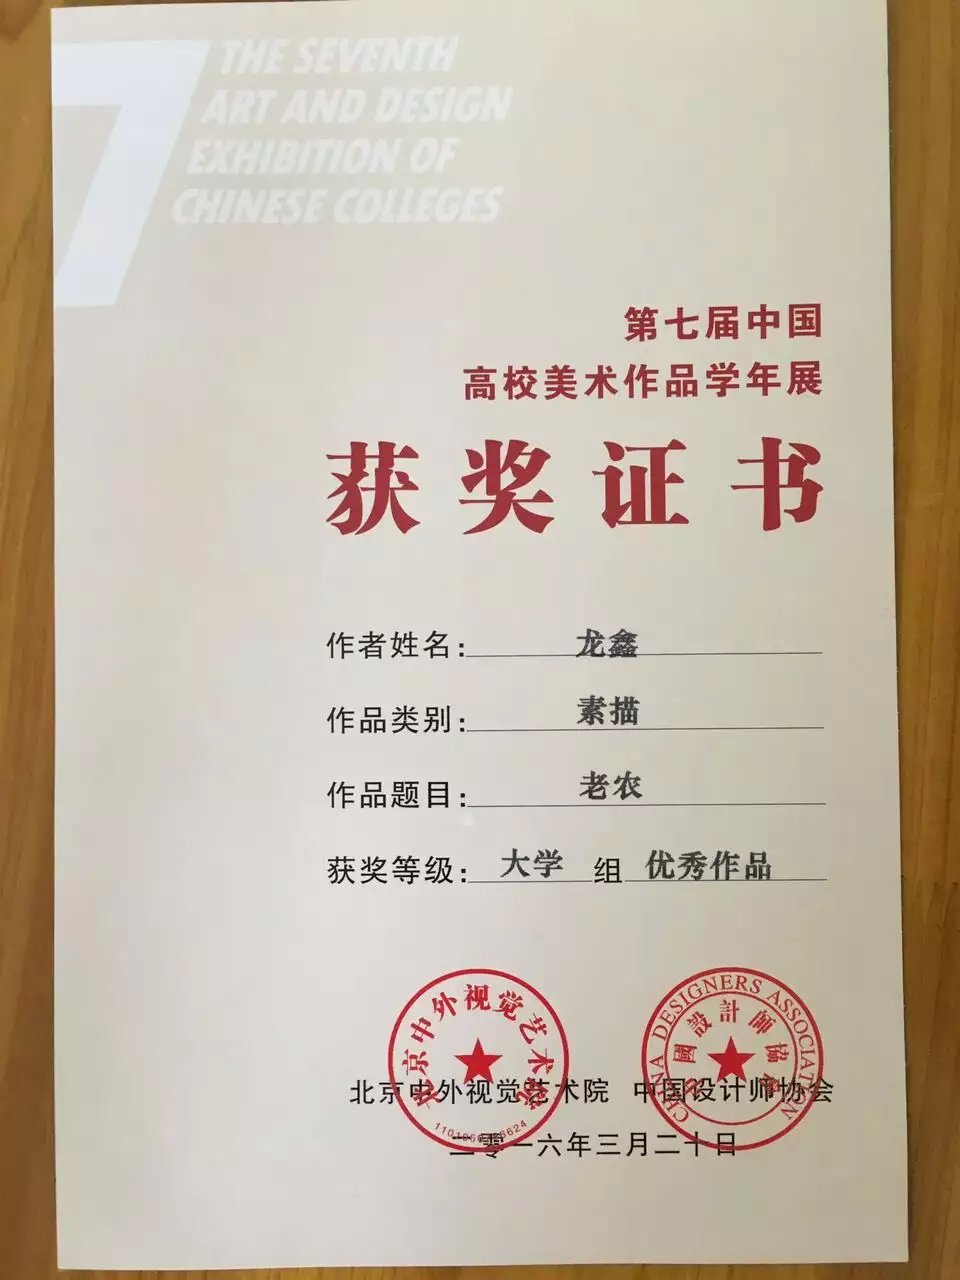 7
THE SEVENTH
ART AND DESIGN
EXHIBITION OF
CHINESE COLLEGES
第七届中国
高校美术作品学年展
获奖证书
作者姓名：龙鑫
作品类别：素描
作品题目：老农
获奖等级：大学组优秀作品
北京中外视觉艺术院
CHINA DESIGNERS ASSOCIATION
中國設計師協會
北京中外视觉艺术院 中国设计师协会
二零一六年三月二十日